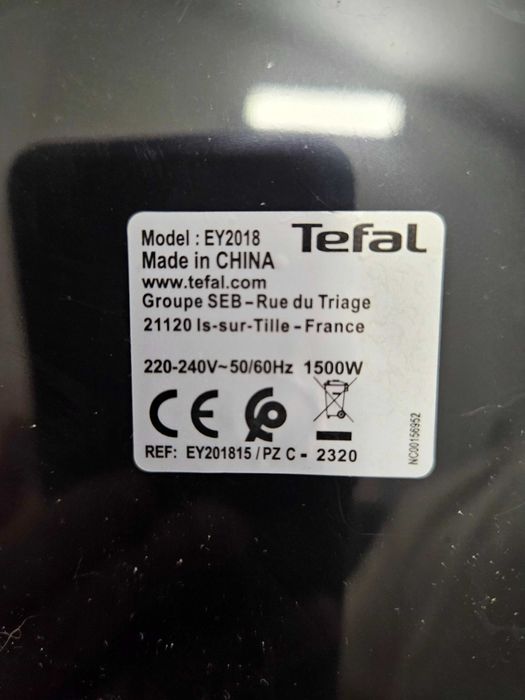 Model : EY2018 Tefal
Made in CHINA
www.tefal.com
Groupe SEB-Rue du Triage
21120 Is-sur-Tille-France
220-240V~50/60Hz 1500W
CE
REF: EY201815 / PZ C - 2320
NC00156952